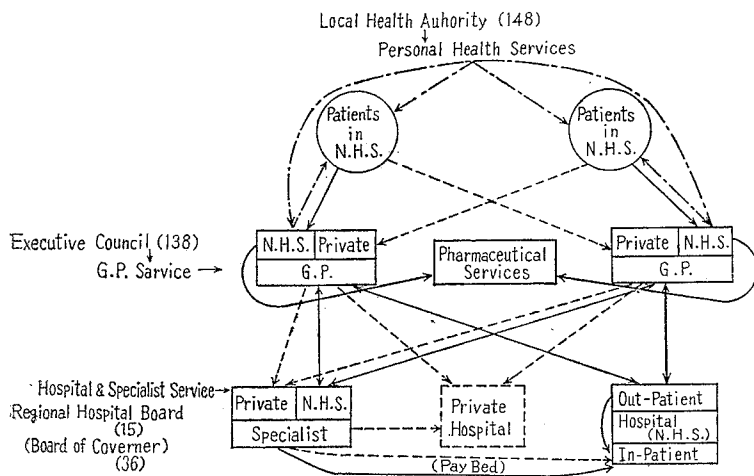 Local Health Auhority (148)
Personal Health Services
Patients
in
N.H.S.
Patients
in
N.H.S.
Executive Council (138)
G.P. Sarvice
N.H.S. Private
G.P.
Pharmaceutical
Services
Private N.H.S.
G.P.
Hospital & Specialist Service
Regional Hospital Board
(15)
(Board of Coverner)
(36)
Private N.H.S.
Specialist
Private
Hospital
Out-Patient
Hospital
(N.H.S.)
In-Patient
(Pay Bed)